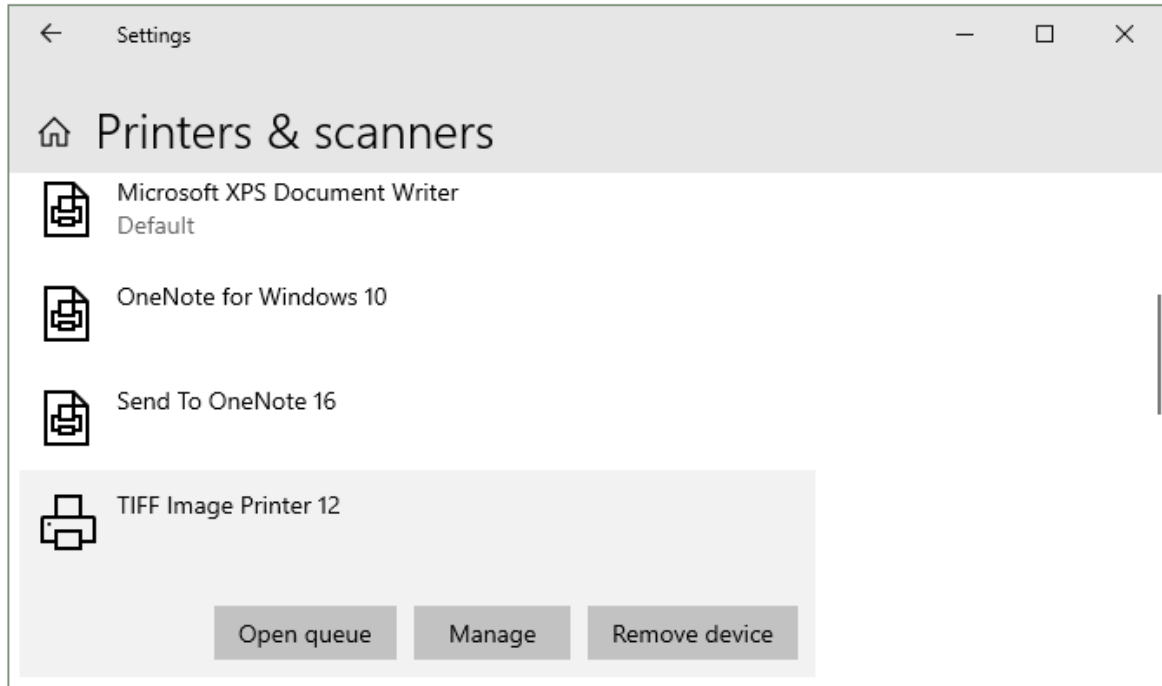 Settings
Printers & scanners
Microsoft XPS Document Writer
Default
OneNote for Windows 10
Send To OneNote 16
TIFF Image Printer 12
Open queue Manage Remove device